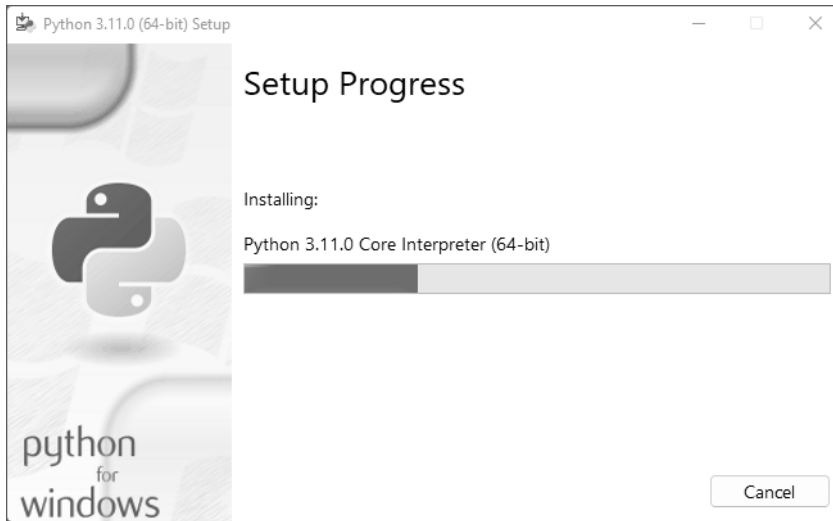 Python 3.11.0 (64-bit) Setup
Setup Progress
Installing:
Python 3.11.0 Core Interpreter (64-bit)
python
for
windows
Cancel